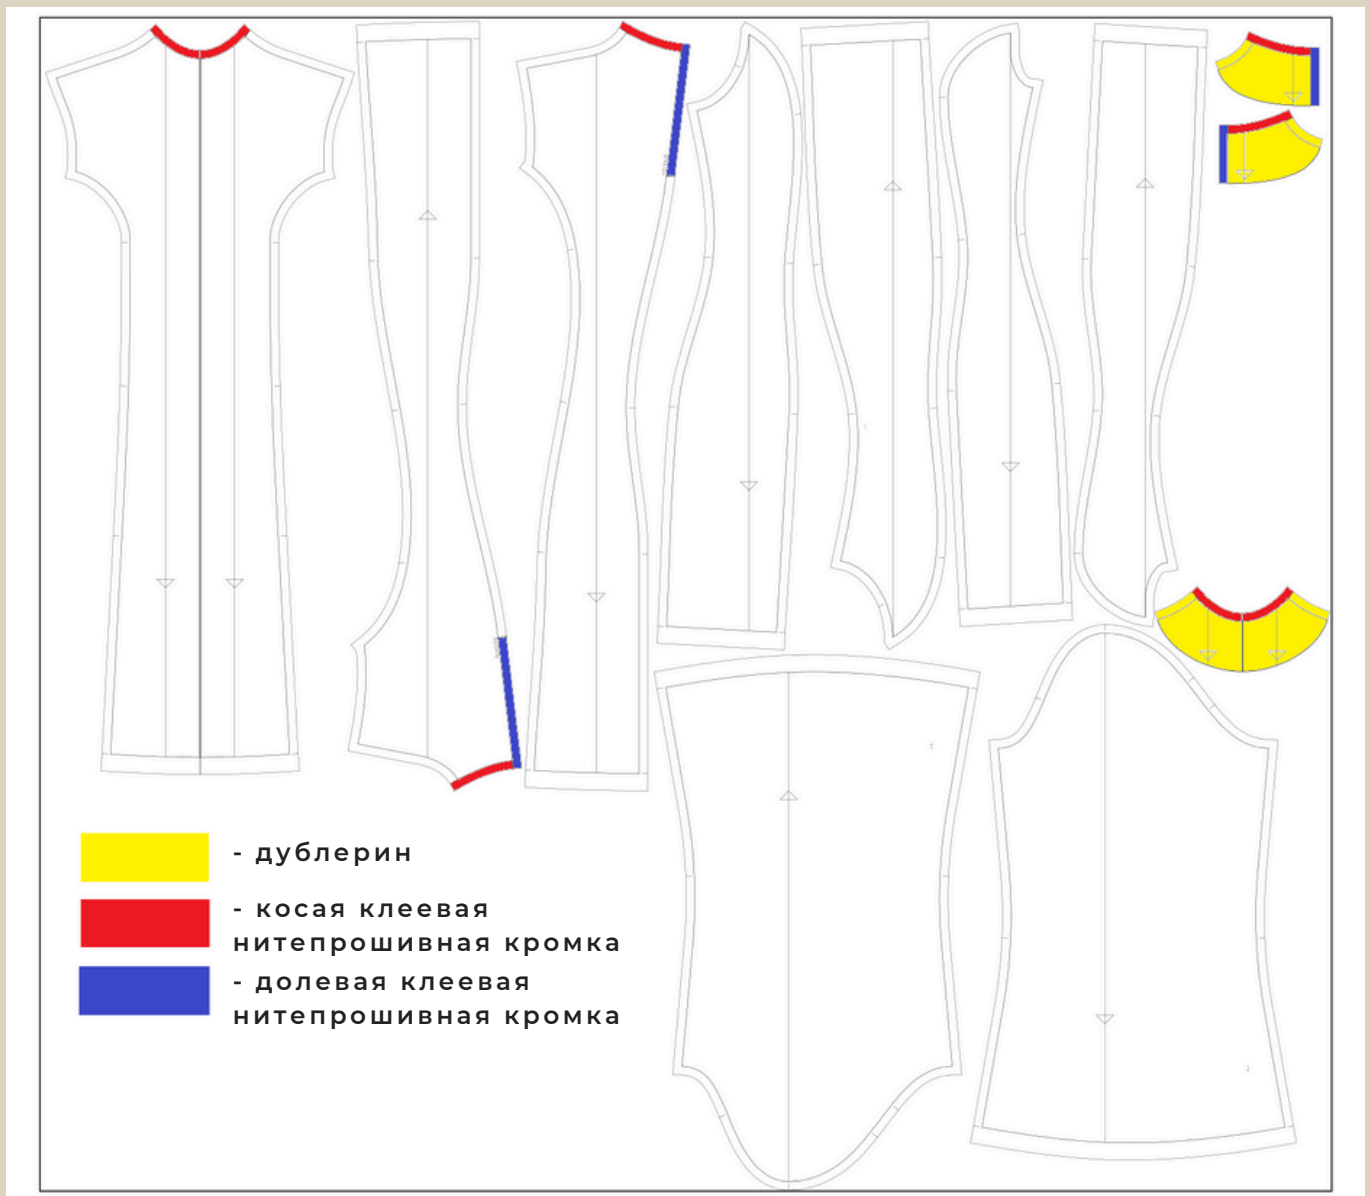 - дублерин
- косая клеевая
нитепрошивная кромка
- долевая клеевая
нитепрошивная кромка